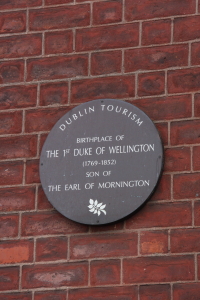 DUBLIN TOURISM
BIRTHPLACE OF
THE 1ST DUKE OF WELLINGTON
(1769-1852)
SON OF
THE EARL OF MORNINGTON